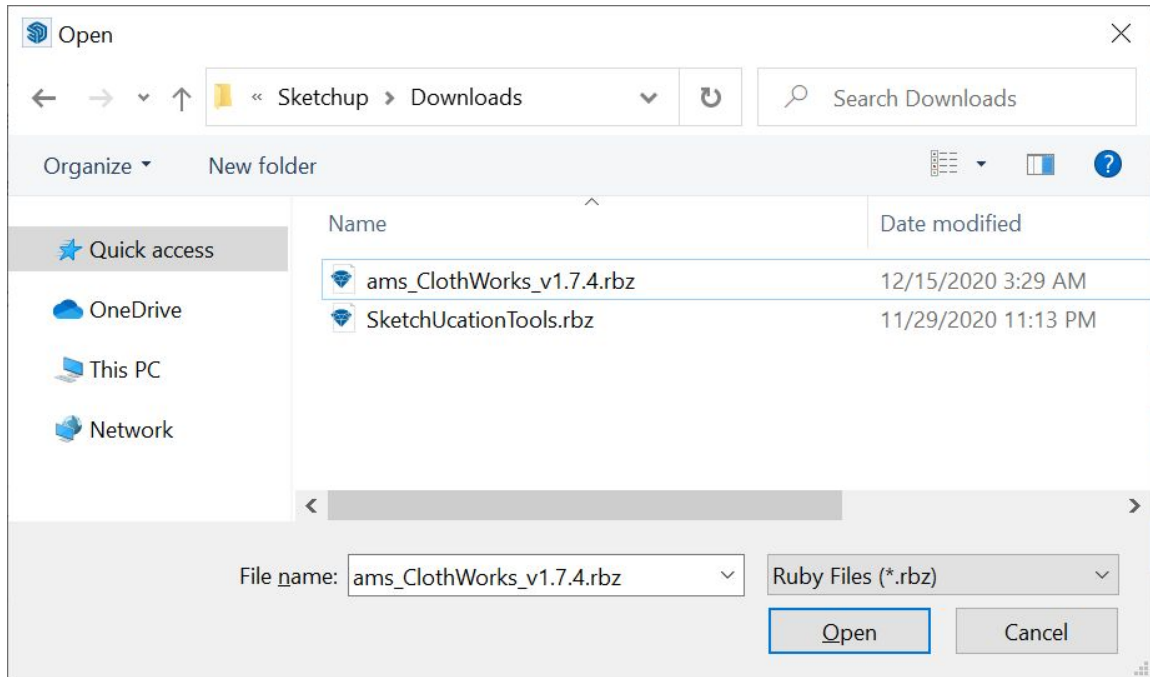 Open
« Sketchup > Downloads
Search Downloads
Organize New folder
Name Date modified
Quick access
OneDrive
This PC
Network
ams_ClothWorks_v1.7.4.rbz 12/15/2020 3:29 AM
SketchUcationTools.rbz 11/29/2020 11:13 PM
File name: ams_ClothWorks_v1.7.4.rbz Ruby Files (*.rbz)
Open Cancel